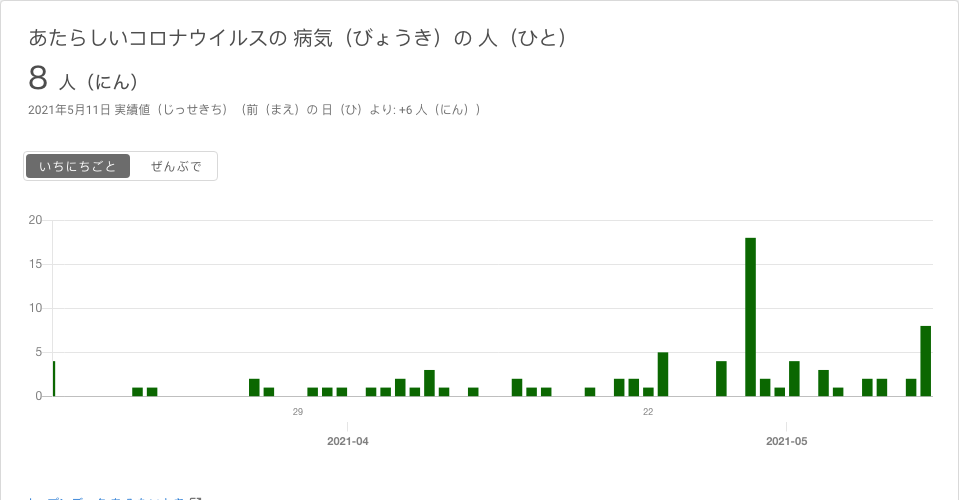 あたらしいコロナウイルスの 病気（びょうき）の 人（ひと）
8 人（にん）
2021年5月11日 実績値（じっせきち）（前（まえ）の 日（ひ）より: +6 人（にん））
いちにちごと ぜんぶで
20
15
10
5
0
29 22
2021-04 2021-05